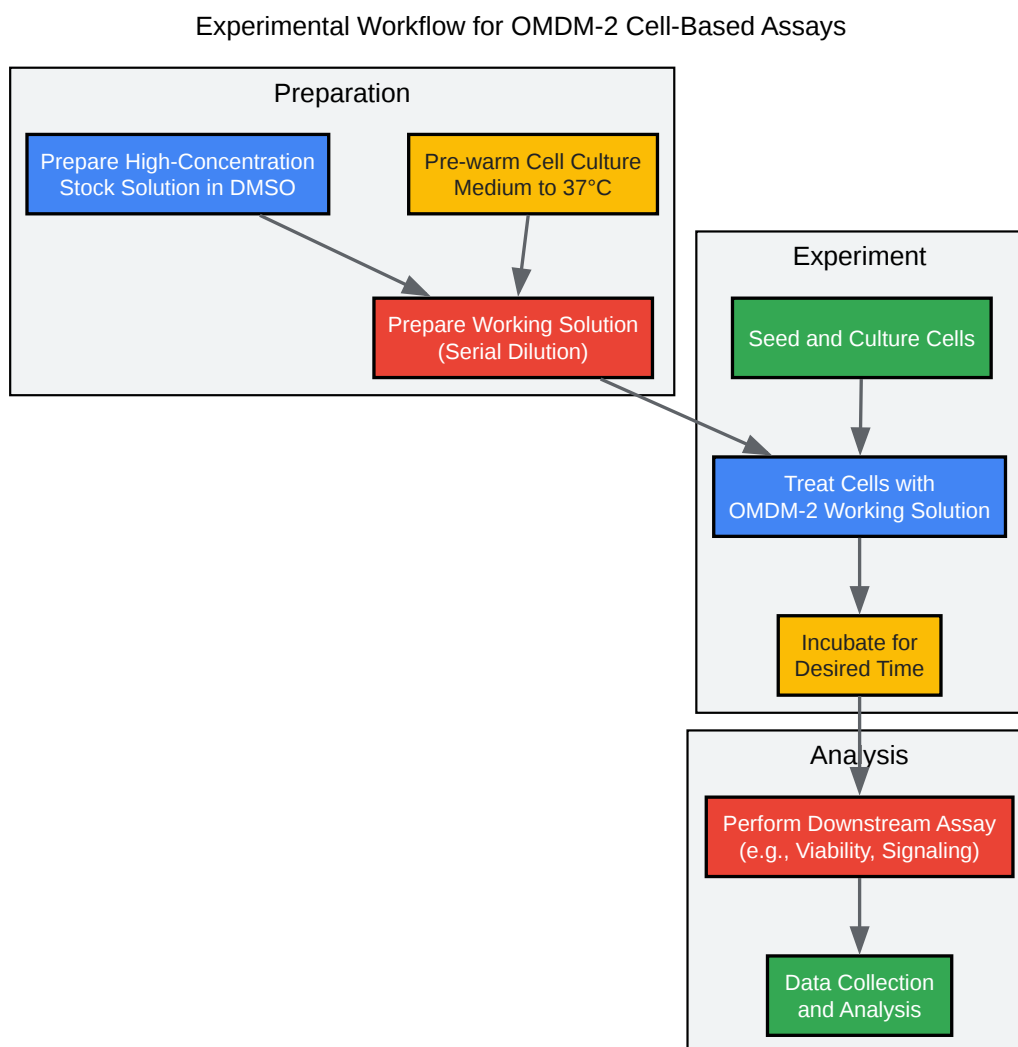 Experimental Workflow for OMDM-2 Cell-Based Assays
Preparation
Prepare High-Concentration
Stock Solution in DMSO
Pre-warm Cell Culture
Medium to 37°C
Prepare Working Solution
(Serial Dilution)
Experiment
Seed and Culture Cells
Treat Cells with
OMDM-2 Working Solution
Incubate for
Desired Time
Analysis
Perform Downstream Assay
(e.g., Viability, Signaling)
Data Collection
and Analysis